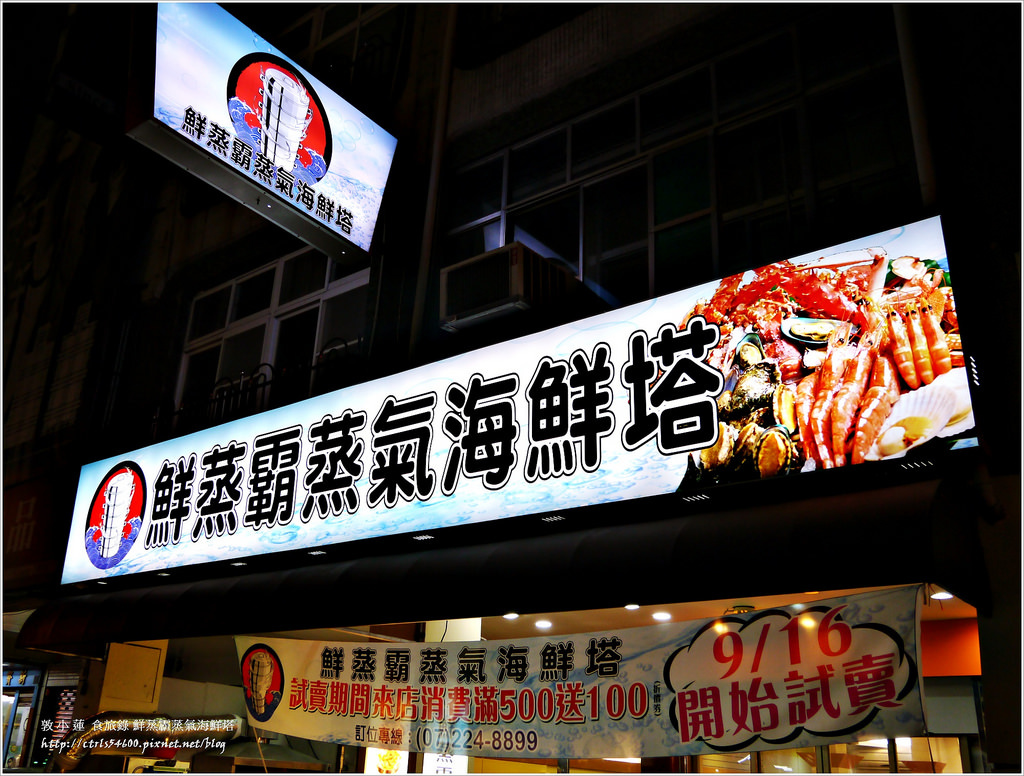 鮮蒸霸蒸氣海鮮塔
鮮蒸霸蒸氣海鮮塔
鮮蒸霸蒸氣海鮮塔
試賣期間來店消費滿500送100
訂位專線：(07)224-8899
9/16
開始試賣
敦小蓮 食旅錄 鮮蒸霸蒸氣海鮮塔
http://ctrls54600.pixnet.net/blog